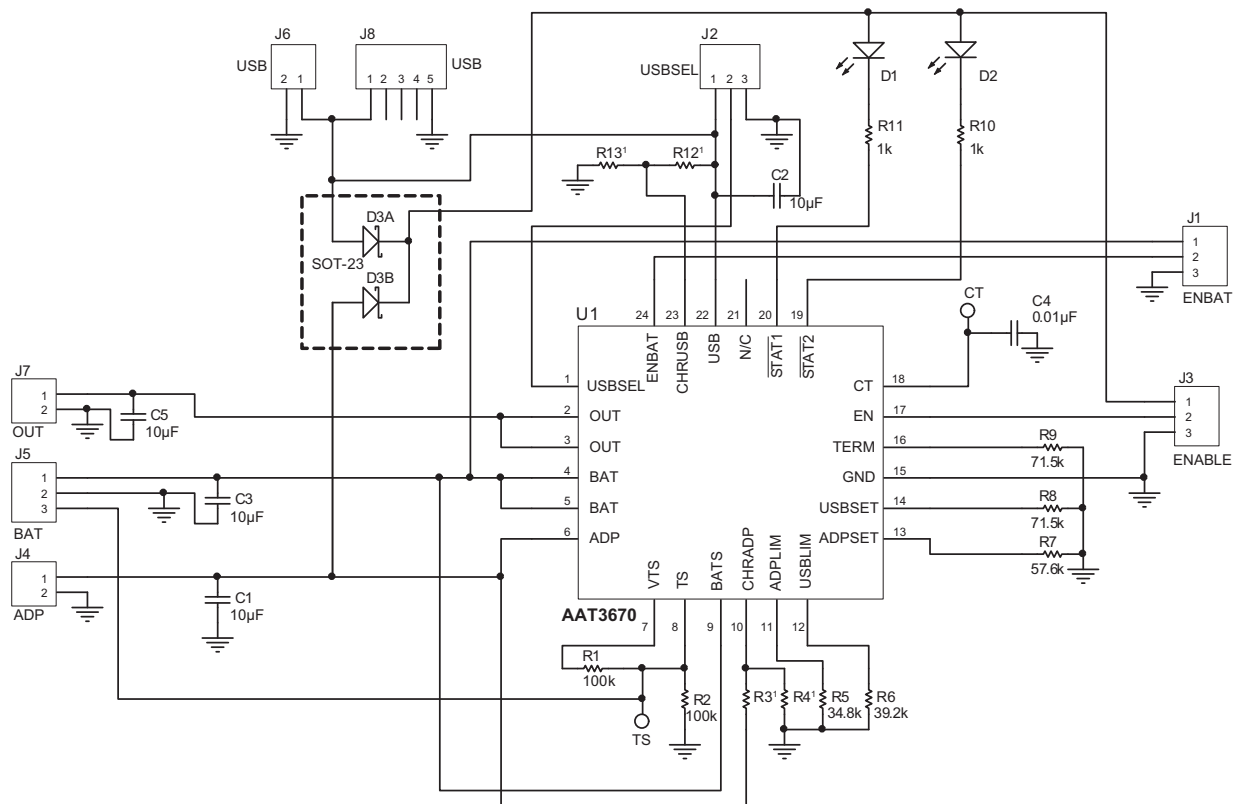 J6
J8
J2
USB
USB
USBSEL
2 1
1 2 3 4 5
1 2 3
D1
D2
R11
1k
R10
1k
R13¹
R12¹
C2
10µF
J1
1
2
3
ENBAT
D3A
SOT-23
D3B
CT
C4
0.01µF
U1
24 23 22 21 20 19
ENBAT
CHRUSB
USB
N/C
STAT1
STAT2
J7
1
2
OUT
C5
10µF
1 USBSEL
2 OUT
3 OUT
4 BAT
5 BAT
6 ADP
CT 18
EN 17
TERM 16
GND 15
USBSET 14
ADPSET 13
J3
1
2
3
ENABLE
R9
71.5k
R8
71.5k
R7
57.6k
J5
1
2
3
BAT
C3
10µF
J4
1
2
ADP
C1
10µF
VTS
TS
BATS
CHRADP
ADPLIM
USBLIM
AAT3670
7 8 9 10 11 12
R1
100k
R2
100k
TS
R3¹
R4¹
R5
34.8k
R6
39.2k